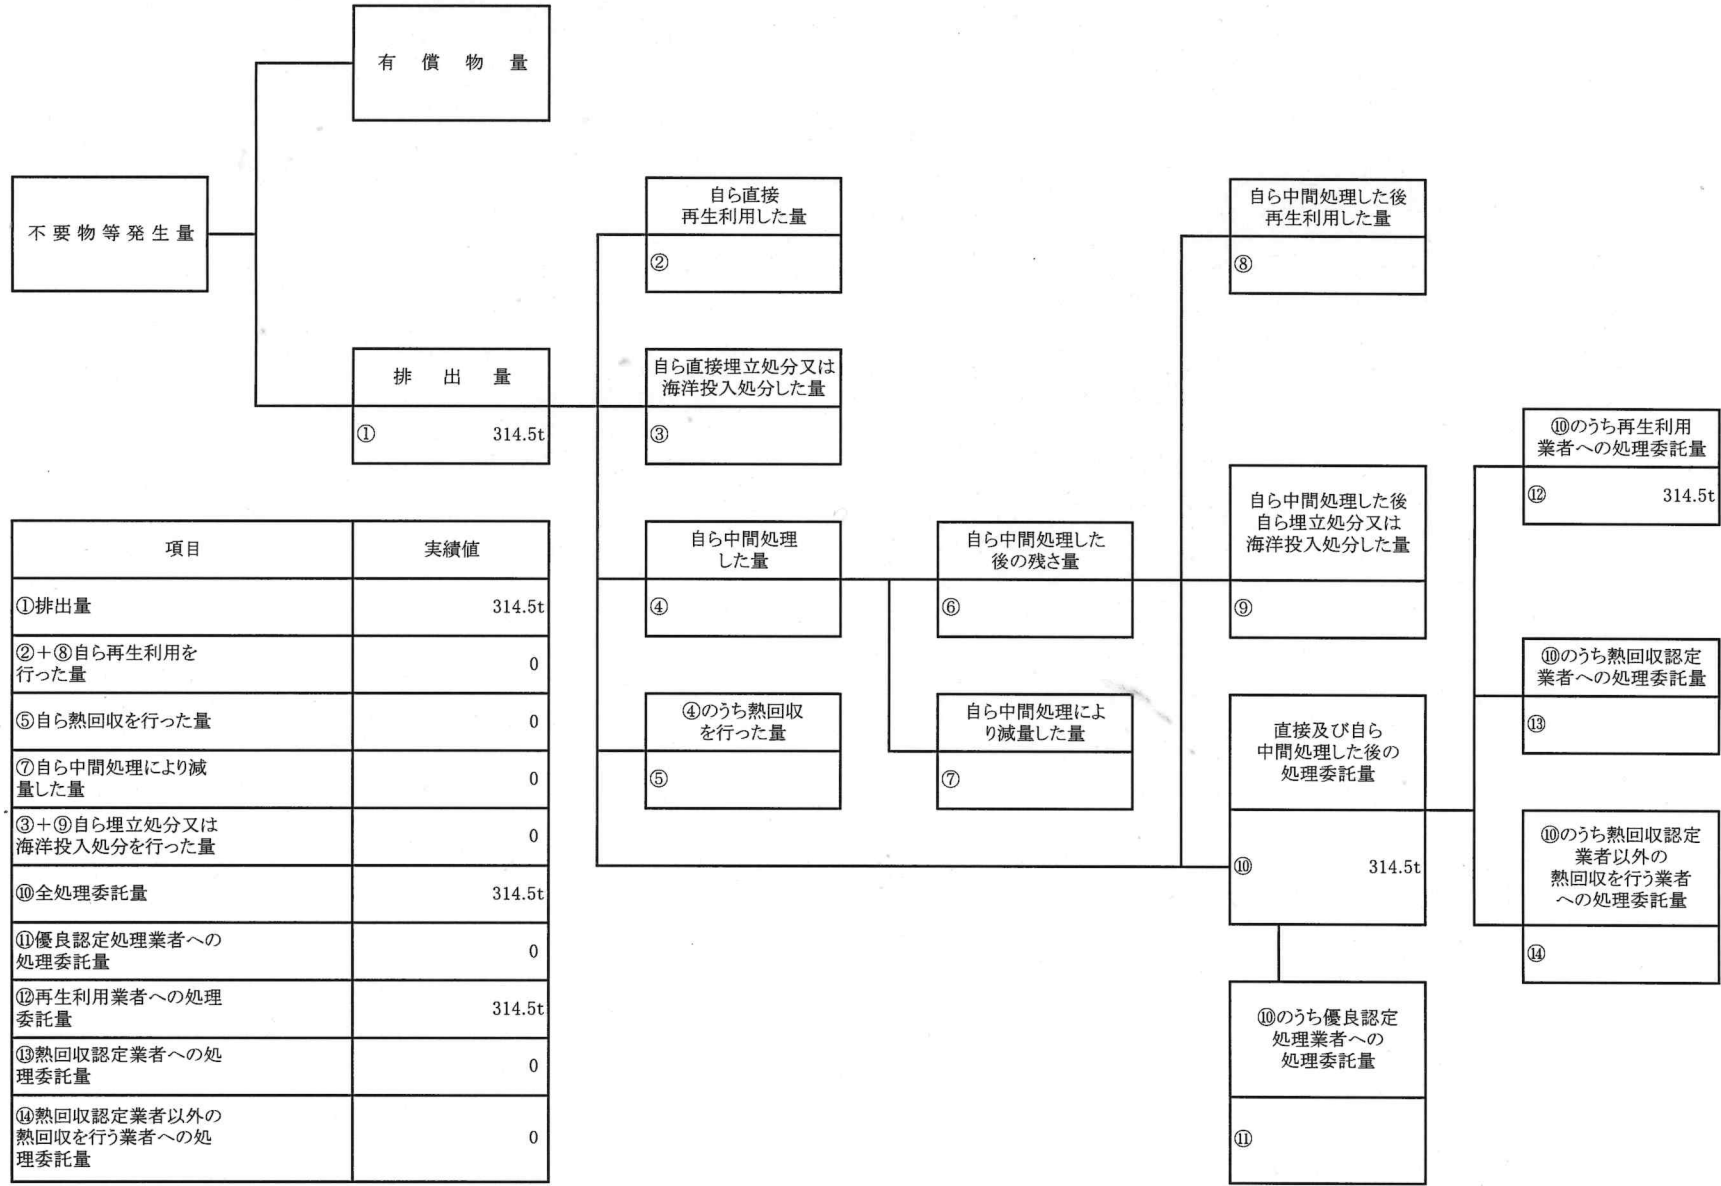 有償物量
不要物等発生量
排出量
① 314.5t
自ら直接
再生利用した量
②
自ら直接埋立処分又は
海洋投入処分した量
③
自ら中間処理
した量
④
④のうち熱回収
を行った量
⑤
自ら中間処理した
後の残さ量
⑥
自ら中間処理によ
り減量した量
⑦
自ら中間処理した後
再生利用した量
⑧
自ら中間処理した後
自ら埋立処分又は
海洋投入処分した量
⑨
直接及び自ら
中間処理した後の
処理委託量
⑩ 314.5t
⑩のうち優良認定
処理業者への
処理委託量
⑪
⑩のうち再生利用
業者への処理委託量
⑫ 314.5t
⑩のうち熱回収認定
業者への処理委託量
⑬
⑩のうち熱回収認定
業者以外の
熱回収を行う業者
への処理委託量
⑭
項目 実績値
①排出量 314.5t
②+⑧自ら再生利用を
行った量 0
⑤自ら熱回収を行った量 0
⑦自ら中間処理により減
量した量 0
③+⑨自ら埋立処分又は
海洋投入処分を行った量 0
⑩全処理委託量 314.5t
⑪優良認定処理業者への
処理委託量 0
⑫再生利用業者への処理
委託量 314.5t
⑬熱回収認定業者への処
理委託量 0
⑭熱回収認定業者以外の
熱回収を行う業者への処
理委託量 0